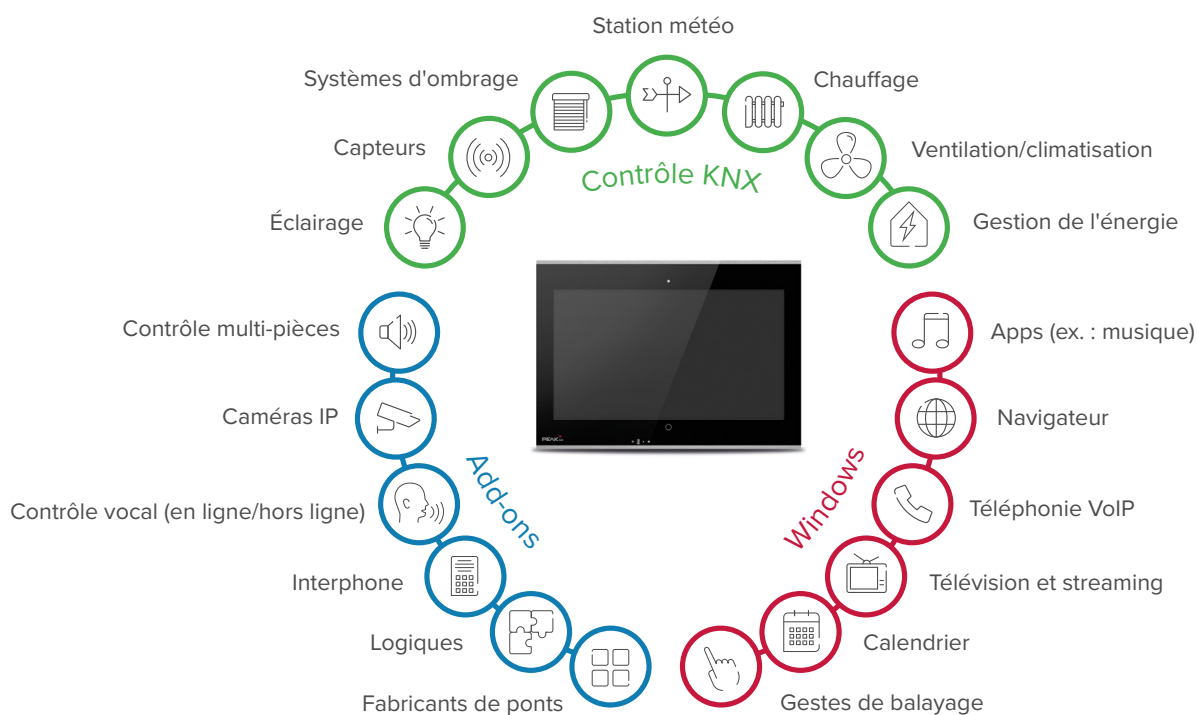 Station météo
Systèmes d'ombrage
Chauffage
Capteurs
Ventilation/climatisation
Contrôle KNX
Éclairage
Gestion de l'énergie
Contrôle multi-pièces
Apps (ex. : musique)
Caméras IP
Navigateur
PEAK
Add-ons
Windows
Contrôle vocal (en ligne/hors ligne)
Téléphonie VoIP
Interphone
Télévision et streaming
Logiques
Calendrier
Fabricants de ponts
Gestes de balayage